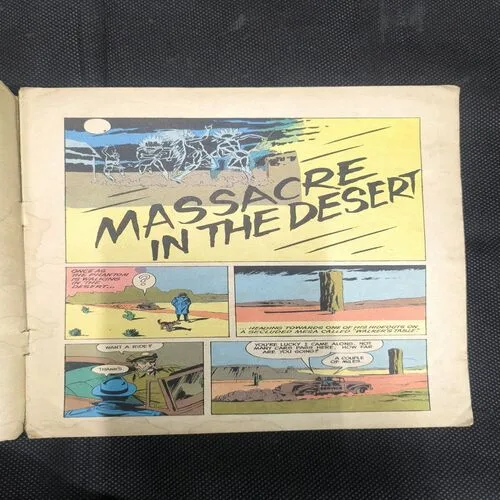 MASSACRE
IN THE DESERT
ONCE AS
THE PHANTOM
IS WALKING
IN THE
DESERT...
HEADING TOWARDS ONE OF HIS HIDEOUTS ON
A SECLUDED MESA CALLED "WALKER'S TABLE"
WANT A RIDE?
THANKS.
YOU'RE LUCKY I CAME ALONG. NOT
MANY CARS PASS HERE. HOW FAR
ARE YOU GOING?
A COUPLE
OF MILES.